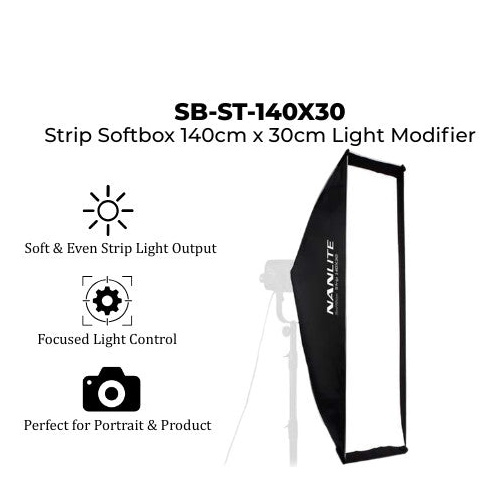 SB-ST-140X30
Strip Softbox 140cm x 30cm Light Modifier
Soft & Even Strip Light Output
Focused Light Control
Perfect for Portrait & Product
NANLITE